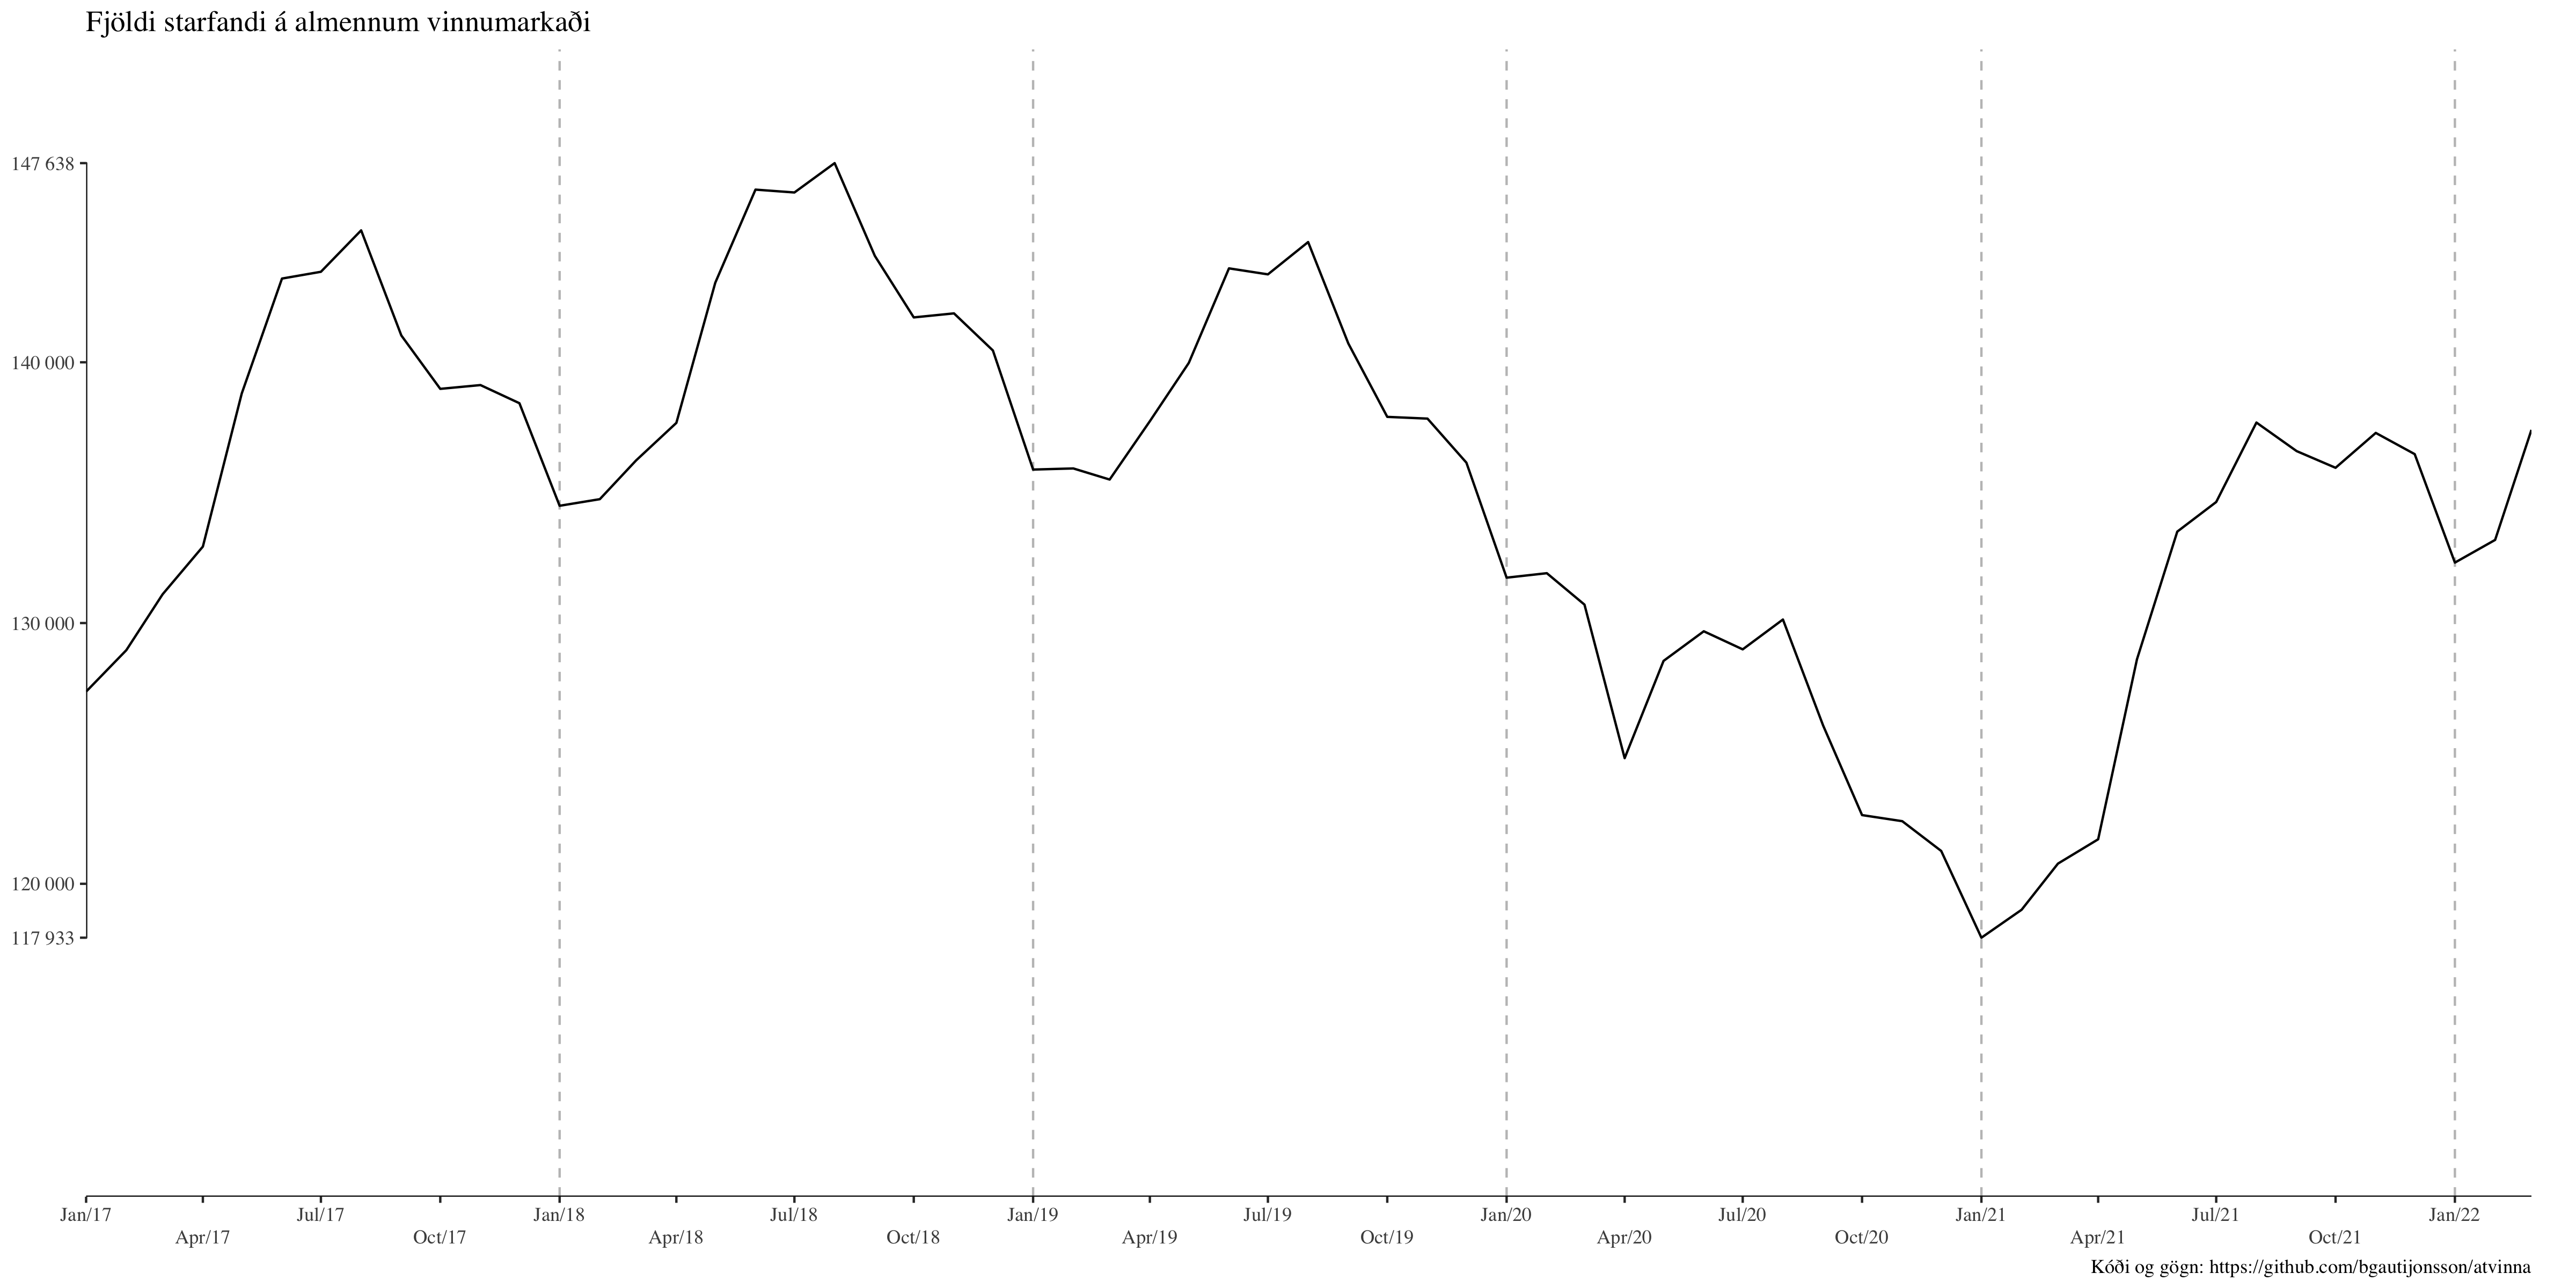 Fjöldi starfandi á almennum vinnumarkaði
147 638
140 000
130 000
120 000
117 933
Jan/17 Jul/17 Jan/18 Jul/18 Jan/19 Jul/19 Jan/20 Jul/20 Jan/21 Jul/21 Jan/22
Apr/17 Oct/17 Apr/18 Oct/18 Apr/19 Oct/19 Apr/20 Oct/20 Apr/21 Oct/21
Kóði og gögn: https://github.com/bgautijonsson/atvinna